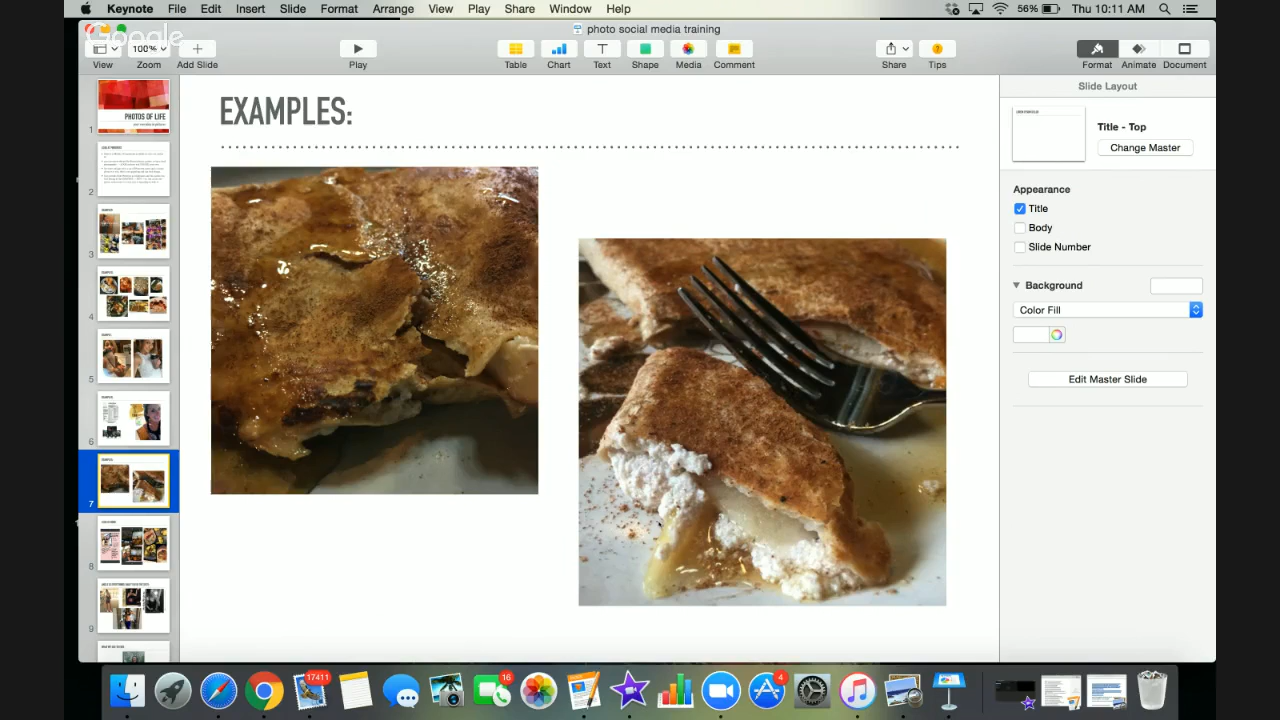 Keynote File Edit Insert Slide Format Arrange View Play Share Window Help
56% Thu 10:11 AM
Google
photo social media training
100%
View Zoom Add Slide Play Table Chart Text Shape Media Comment Share Tips Format Animate Document
Slide Layout
EXAMPLES:
Title - Top
Change Master
Appearance
Title
Body
Slide Number
Background
Color Fill
Edit Master Slide
1
PHOTOS OF LIFE
2
3
4
5
6
7
8
9
17411
16
4